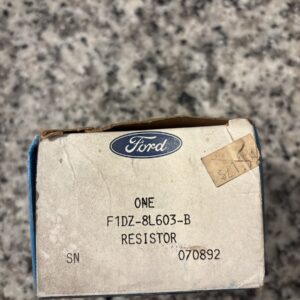 Ford
ONE
F1DZ-8L603-B
RESISTOR
SN 070892